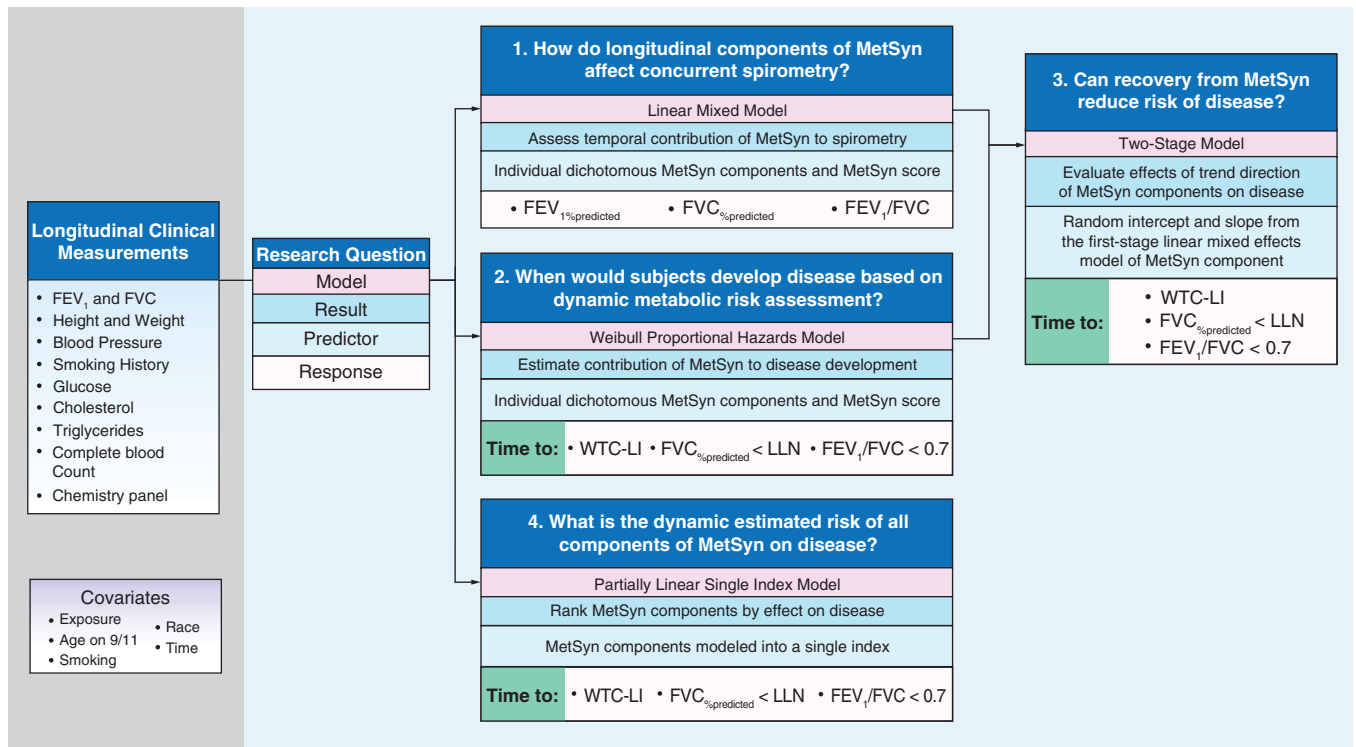 Longitudinal Clinical
Measurements
• FEV₁ and FVC
• Height and Weight
• Blood Pressure
• Smoking History
• Glucose
• Cholesterol
• Triglycerides
• Complete blood
Count
• Chemistry panel
Covariates
• Exposure
• Age on 9/11
• Smoking
• Race
• Time
Research Question
Model
Result
Predictor
Response
1. How do longitudinal components of MetSyn
affect concurrent spirometry?
Linear Mixed Model
Assess temporal contribution of MetSyn to spirometry
Individual dichotomous MetSyn components and MetSyn score
• FEV₁%predicted • FVC%predicted • FEV₁/FVC
2. When would subjects develop disease based on
dynamic metabolic risk assessment?
Weibull Proportional Hazards Model
Estimate contribution of MetSyn to disease development
Individual dichotomous MetSyn components and MetSyn score
Time to: • WTC-LI • FVC%predicted < LLN • FEV₁/FVC < 0.7
4. What is the dynamic estimated risk of all
components of MetSyn on disease?
Partially Linear Single Index Model
Rank MetSyn components by effect on disease
MetSyn components modeled into a single index
Time to: • WTC-LI • FVC%predicted < LLN • FEV₁/FVC < 0.7
3. Can recovery from MetSyn
reduce risk of disease?
Two-Stage Model
Evaluate effects of trend direction
of MetSyn components on disease
Random intercept and slope from
the first-stage linear mixed effects
model of MetSyn component
Time to:
• WTC-LI
• FVC%predicted < LLN
• FEV₁/FVC < 0.7